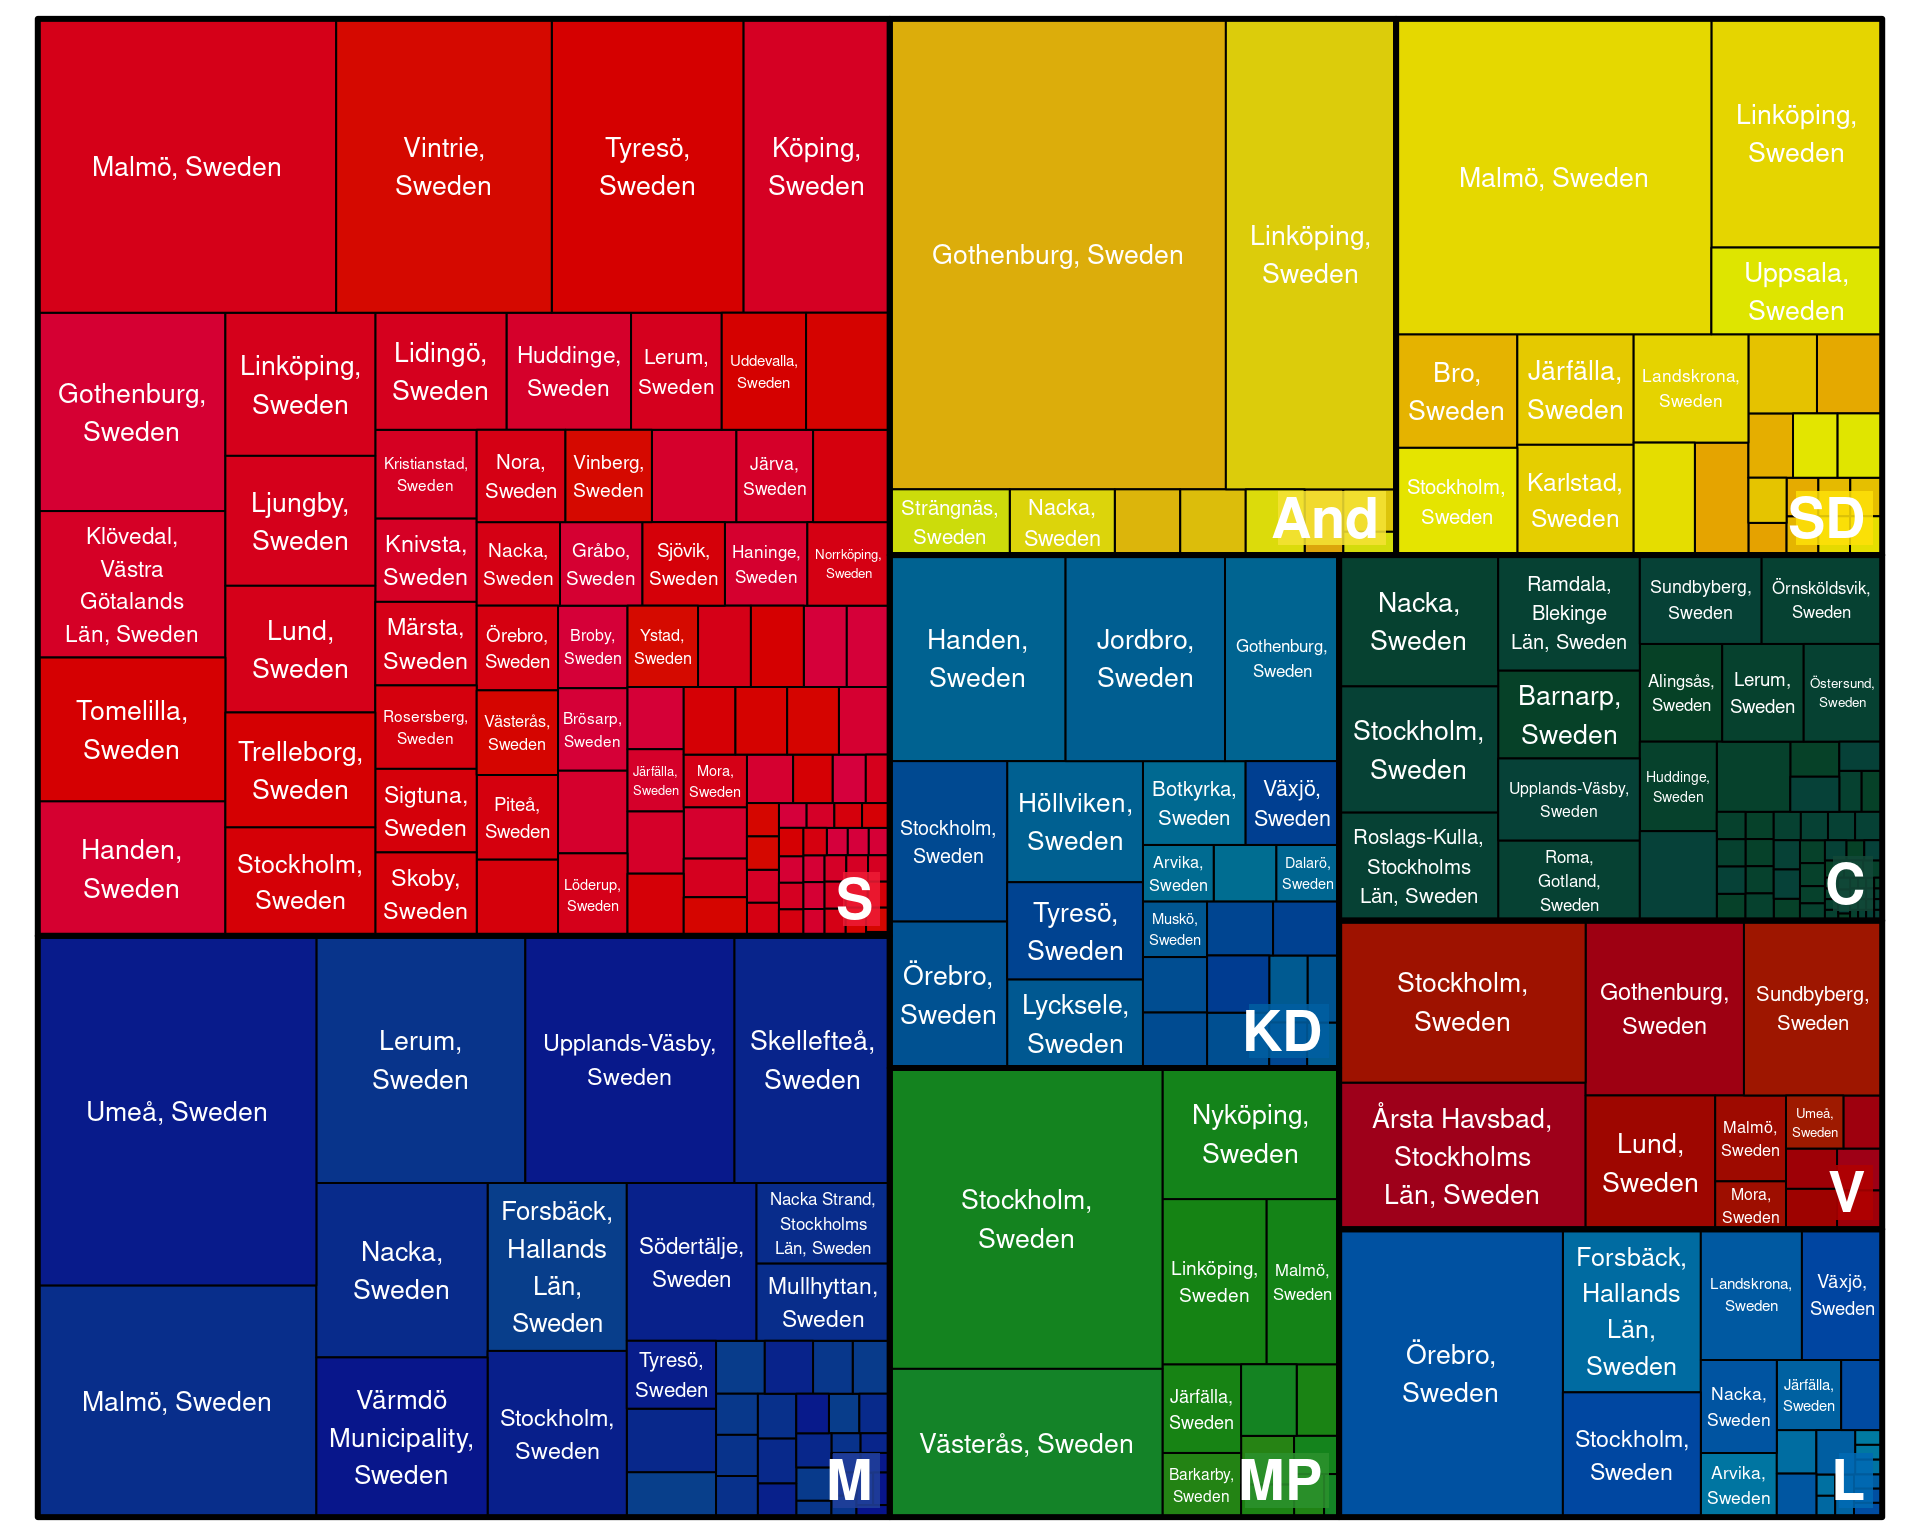 Malmö, Sweden
Vintrie,
Sweden
Tyresö,
Sweden
Köping,
Sweden
Gothenburg,
Sweden
Linköping,
Sweden
Lidingö,
Sweden
Huddinge,
Sweden
Lerum,
Sweden
Uddevalla,
Sweden
Kristianstad,
Sweden
Nora,
Sweden
Vinberg,
Sweden
Järva,
Sweden
Ljungby,
Sweden
Klövedal,
Västra
Götalands
Län, Sweden
Knivsta,
Sweden
Nacka,
Sweden
Gråbo,
Sweden
Sjövik,
Sweden
Haninge,
Sweden
Norrköping,
Sweden
Lund,
Sweden
Märsta,
Sweden
Örebro,
Sweden
Broby,
Sweden
Ystad,
Sweden
Tomelilla,
Sweden
Trelleborg,
Sweden
Rosersberg,
Sweden
Västerås,
Sweden
Brösarp,
Sweden
Järfälla,
Sweden
Mora,
Sweden
Handen,
Sweden
Stockholm,
Sweden
Sigtuna,
Sweden
Piteå,
Sweden
Skoby,
Sweden
Löderup,
Sweden
S
Gothenburg, Sweden
Linköping,
Sweden
Strängnäs,
Sweden
Nacka,
Sweden
And
Malmö, Sweden
Linköping,
Sweden
Uppsala,
Sweden
Bro,
Sweden
Järfälla,
Sweden
Landskrona,
Sweden
Stockholm,
Sweden
Karlstad,
Sweden
SD
Handen,
Sweden
Jordbro,
Sweden
Gothenburg,
Sweden
Stockholm,
Sweden
Höllviken,
Sweden
Botkyrka,
Sweden
Växjö,
Sweden
Arvika,
Sweden
Dalarö,
Sweden
Tyresö,
Sweden
Muskö,
Sweden
Örebro,
Sweden
Lycksele,
Sweden
KD
Nacka,
Sweden
Ramdala,
Blekinge
Län, Sweden
Sundbyberg,
Sweden
Örnsköldsvik,
Sweden
Stockholm,
Sweden
Barnarp,
Sweden
Alingsås,
Sweden
Lerum,
Sweden
Östersund,
Sweden
Upplands-Väsby,
Sweden
Huddinge,
Sweden
Roslags-Kulla,
Stockholms
Län, Sweden
Roma,
Gotland,
Sweden
C
Umeå, Sweden
Lerum,
Sweden
Upplands-Väsby,
Sweden
Skellefteå,
Sweden
Malmö, Sweden
Nacka,
Sweden
Forsbäck,
Hallands
Län,
Sweden
Södertälje,
Sweden
Nacka Strand,
Stockholms
Län, Sweden
Mullhyttan,
Sweden
Värmdö
Municipality,
Sweden
Stockholm,
Sweden
Tyresö,
Sweden
M
Stockholm,
Sweden
Nyköping,
Sweden
Linköping,
Sweden
Malmö,
Sweden
Västerås, Sweden
Järfälla,
Sweden
Barkarby,
Sweden
MP
Stockholm,
Sweden
Gothenburg,
Sweden
Sundbyberg,
Sweden
Årsta Havsbad,
Stockholms
Län, Sweden
Lund,
Sweden
Malmö,
Sweden
Umeå,
Sweden
Mora,
Sweden
V
Örebro,
Sweden
Forsbäck,
Hallands
Län,
Sweden
Landskrona,
Sweden
Växjö,
Sweden
Stockholm,
Sweden
Nacka,
Sweden
Järfälla,
Sweden
Arvika,
Sweden
L